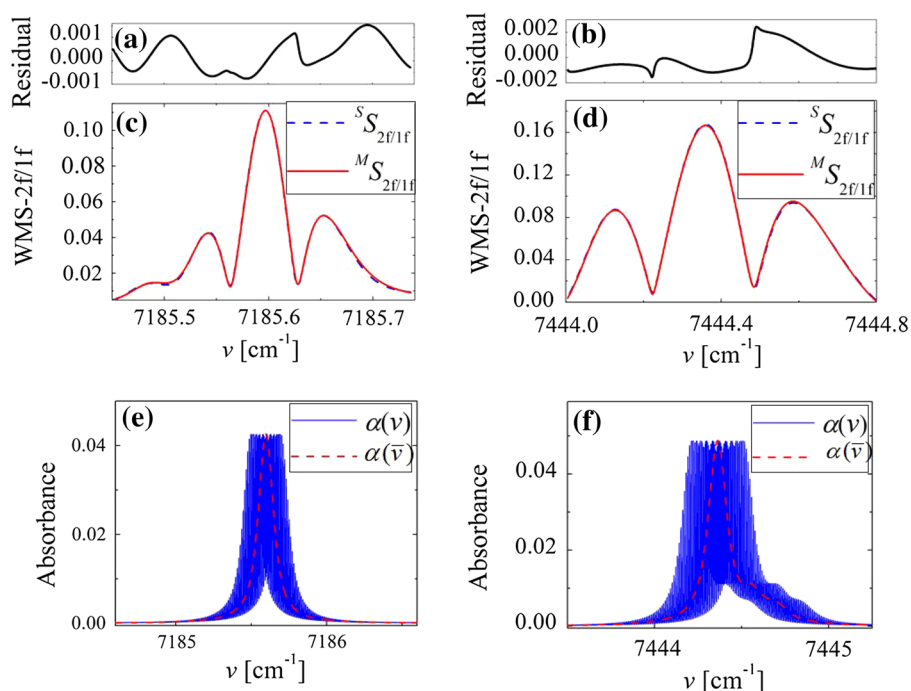 (a)
Residual
0.001
0.000
-0.001
(b)
Residual
0.002
0.000
-0.002
(c)
WMS-2f/1f
0.10
0.08
0.06
0.04
0.02
ˢS₂f/1f
ᴹS₂f/1f
7185.5 7185.6 7185.7
ν [cm⁻¹]
(d)
WMS-2f/1f
0.16
0.12
0.08
0.04
0.00
ˢS₂f/1f
ᴹS₂f/1f
7444.0 7444.4 7444.8
ν [cm⁻¹]
(e)
Absorbance
0.04
0.02
0.00
α(ν)
α(ν̅)
7185 7186
ν [cm⁻¹]
(f)
Absorbance
0.04
0.02
0.00
α(ν)
α(ν̅)
7444 7445
ν [cm⁻¹]